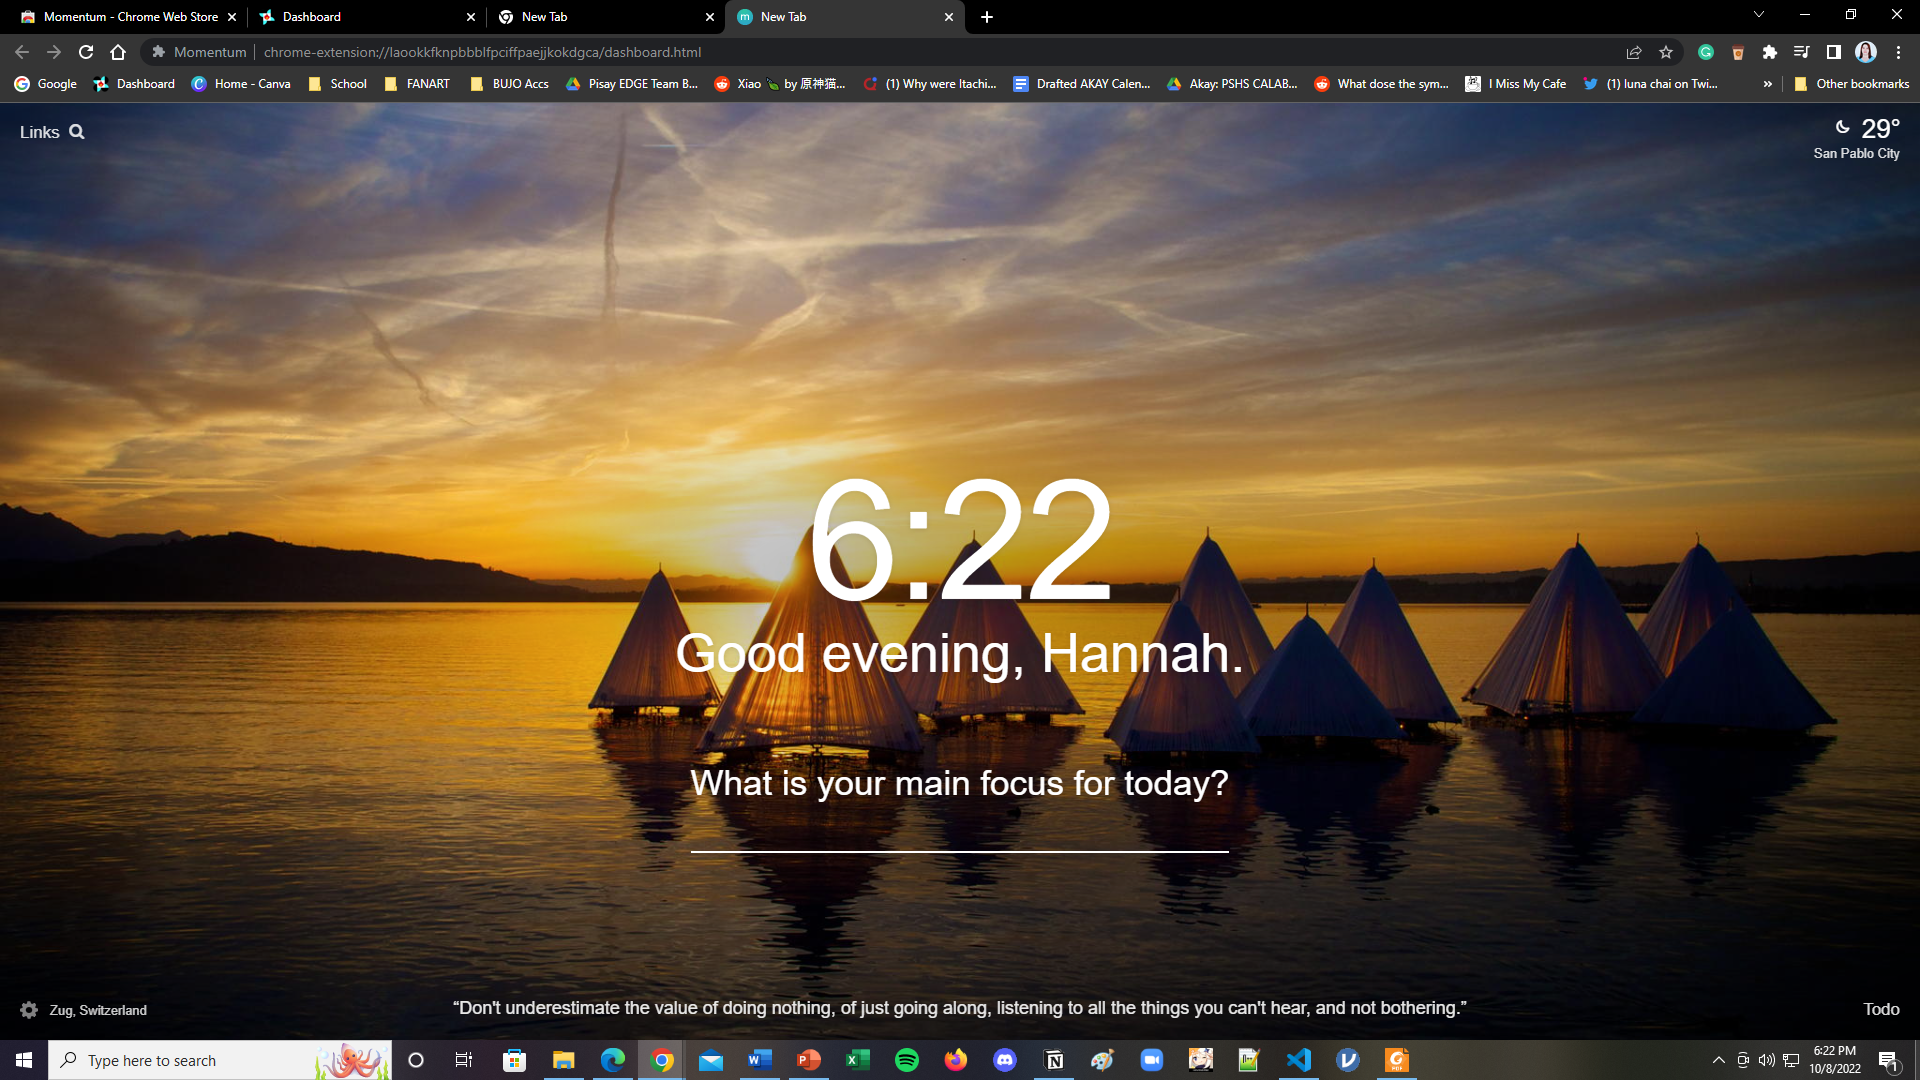 Momentum - Chrome Web Store
Dashboard
New Tab
New Tab
Momentum
chrome-extension://laookkfknpbbblfpciffpaejjkokdgca/dashboard.html
Google
Dashboard
Home - Canva
School
FANART
BUJO Accs
Pisay EDGE Team B...
Xiao 🍃 by 原神猫...
(1) Why were Itachi...
Drafted AKAY Calen...
Akay: PSHS CALAB...
What dose the sym...
I Miss My Cafe
(1) luna chai on Twi...
»
Other bookmarks
Links
29°
San Pablo City
6:22
Good evening, Hannah.
What is your main focus for today?
Zug, Switzerland
“Don't underestimate the value of doing nothing, of just going along, listening to all the things you can't hear, and not bothering.”
Todo
Type here to search
6:22 PM
10/8/2022
1